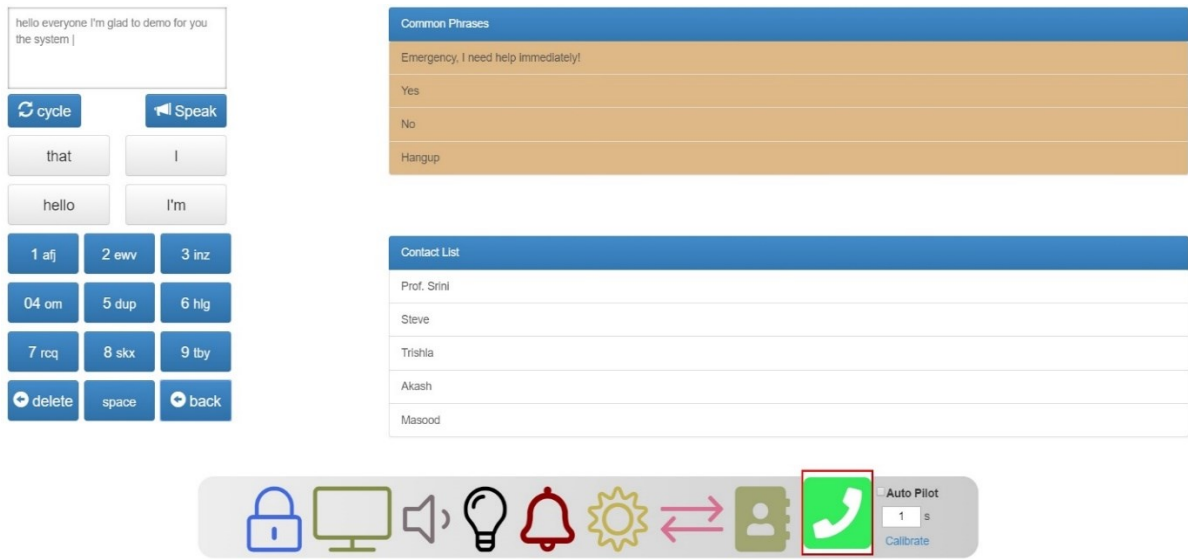 hello everyone I'm glad to demo for you
the system |
cycle
Speak
that
I
hello
I'm
1 afj
2 ewv
3 inz
04 om
5 dup
6 hlg
7 rcq
8 skx
9 tby
delete
space
back
Common Phrases
Emergency, I need help immediately!
Yes
No
Hangup
Contact List
Prof. Srini
Steve
Trishla
Akash
Masood
Auto Pilot
1 s
Calibrate